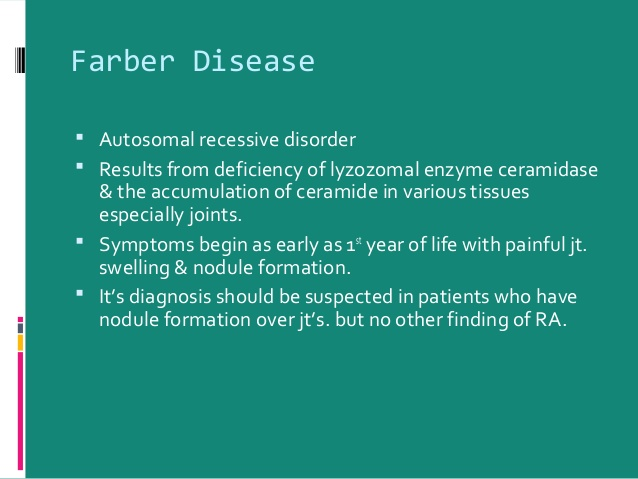 Farber Disease
▪ Autosomal recessive disorder
▪ Results from deficiency of lyzozomal enzyme ceramidase
& the accumulation of ceramide in various tissues
especially joints.
▪ Symptoms begin as early as 1st year of life with painful jt.
swelling & nodule formation.
▪ It’s diagnosis should be suspected in patients who have
nodule formation over jt’s. but no other finding of RA.